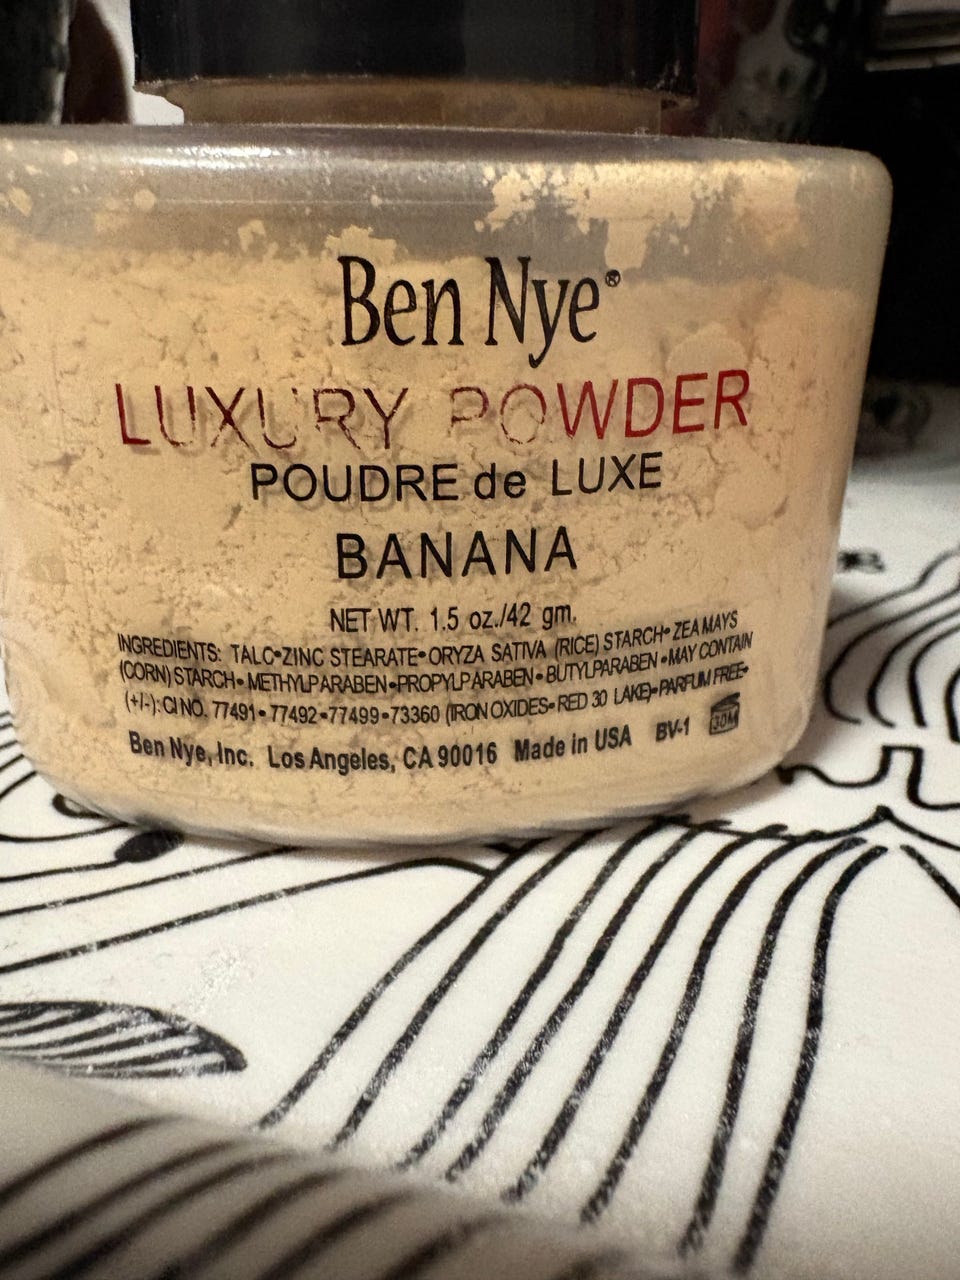 Ben Nye®
LUXURY POWDER
POUDRE de LUXE
BANANA
NET WT. 1.5 oz./42 gm.
INGREDIENTS: TALC•ZINC STEARATE•ORYZA SATIVA (RICE) STARCH•ZEA MAYS
(CORN) STARCH•METHYLPARABEN•PROPYLPARABEN•BUTYLPARABEN•MAY CONTAIN
(+/-): CI NO. 77491•77492•77499•73360 (IRON OXIDES•RED 30 LAKE)•PARFUM FREE•
Ben Nye, Inc. Los Angeles, CA 90016 Made in USA BV-1 30M